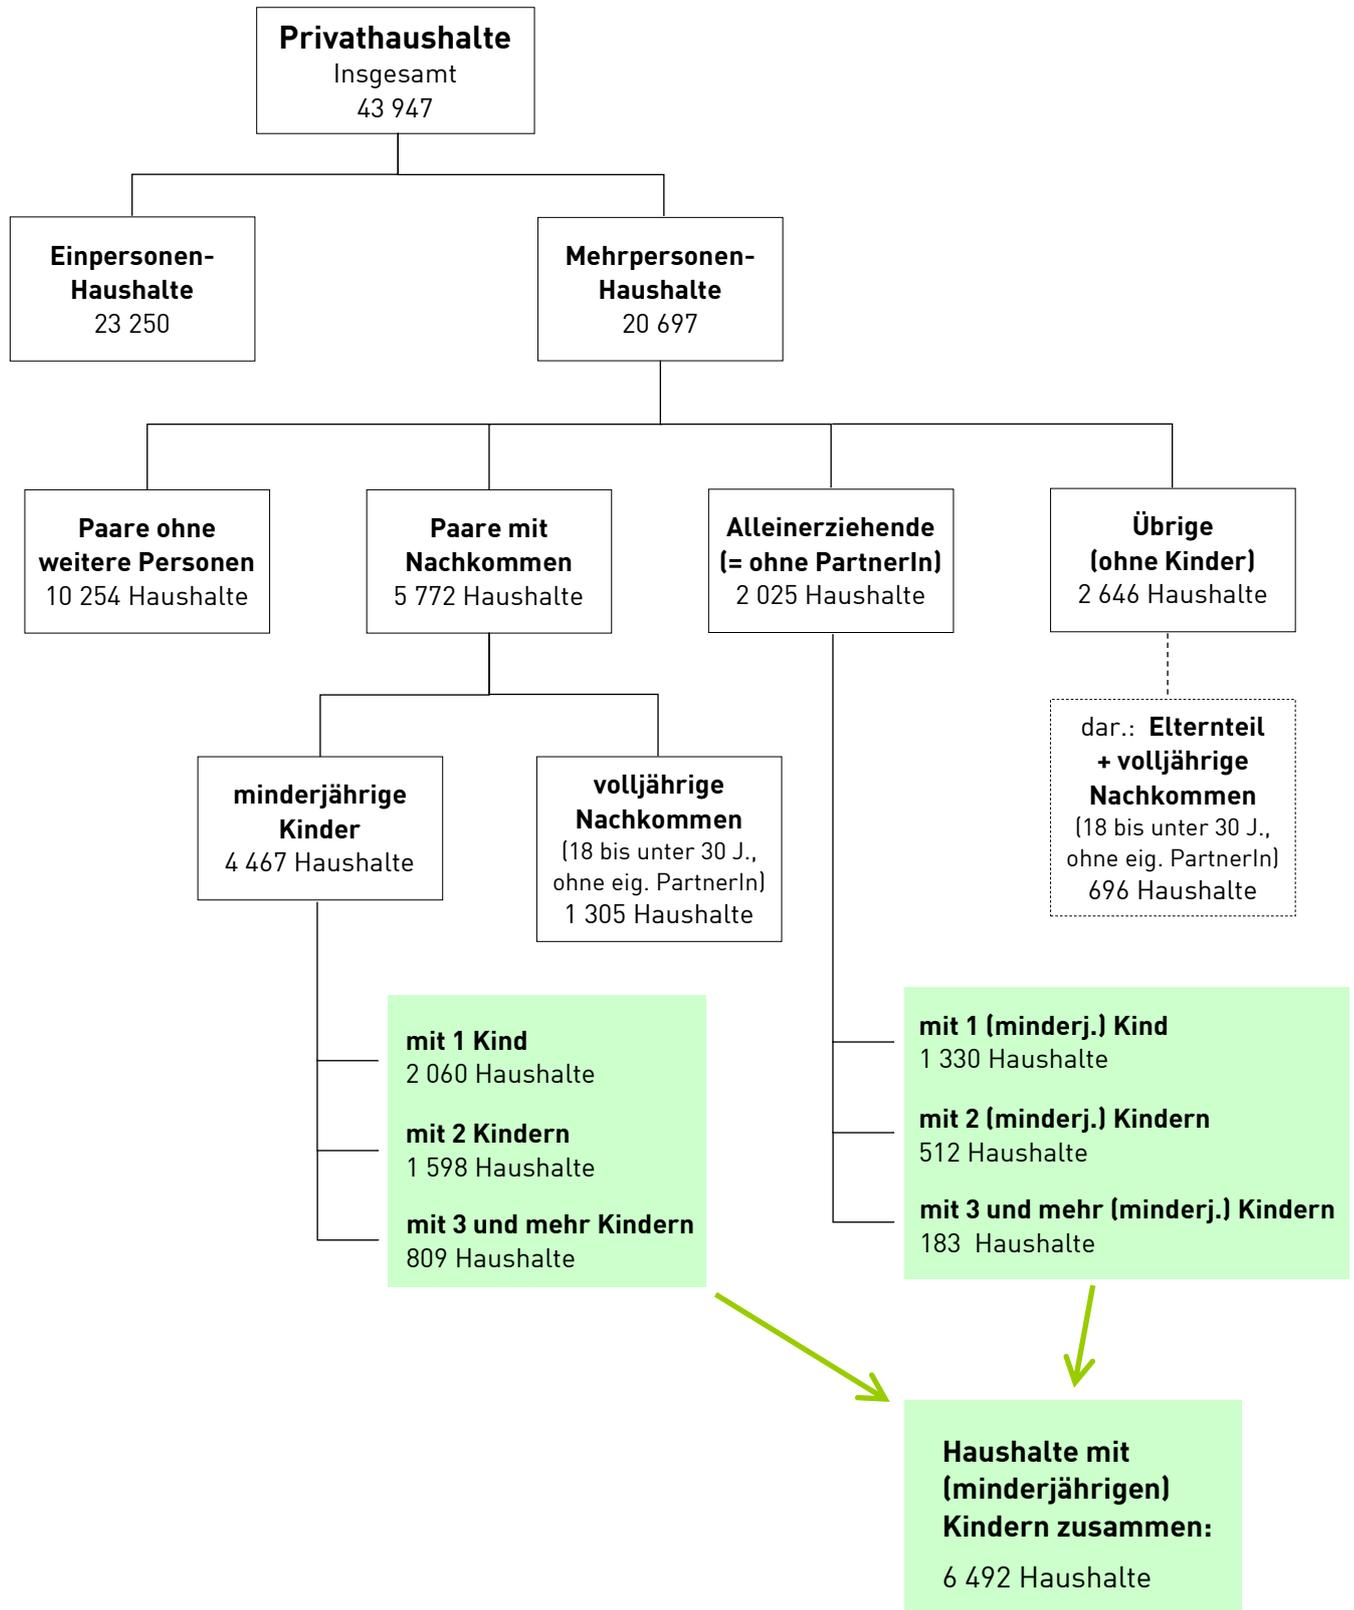 Privathaushalte
Insgesamt
43 947
Einpersonen-
Haushalte
23 250
Mehrpersonen-
Haushalte
20 697
Paare ohne
weitere Personen
10 254 Haushalte
Paare mit
Nachkommen
5 772 Haushalte
Alleinerziehende
(= ohne PartnerIn)
2 025 Haushalte
Übrige
(ohne Kinder)
2 646 Haushalte
minderjährige
Kinder
4 467 Haushalte
volljährige
Nachkommen
(18 bis unter 30 J.,
ohne eig. PartnerIn)
1 305 Haushalte
dar.: Elternteil
+ volljährige
Nachkommen
(18 bis unter 30 J.,
ohne eig. PartnerIn)
696 Haushalte
mit 1 Kind
2 060 Haushalte
mit 2 Kindern
1 598 Haushalte
mit 3 und mehr Kindern
809 Haushalte
mit 1 (minderj.) Kind
1 330 Haushalte
mit 2 (minderj.) Kindern
512 Haushalte
mit 3 und mehr (minderj.) Kindern
183 Haushalte
Haushalte mit
(minderjährigen)
Kindern zusammen:
6 492 Haushalte